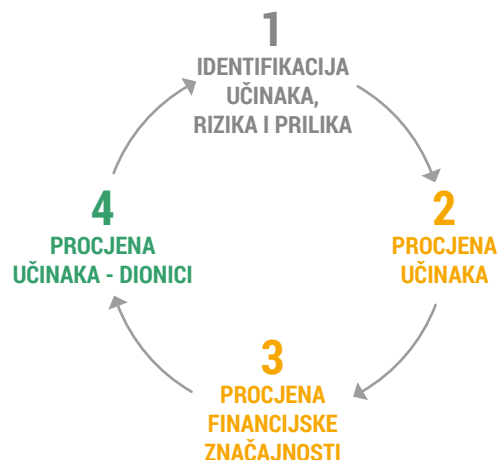 1
IDENTIFIKACIJA
UČINAKA,
RIZIKA I PRILIKA
2
PROCJENA
UČINAKA
3
PROCJENA
FINANCIJSKE
ZNAČAJNOSTI
4
PROCJENA
UČINAKA - DIONICI